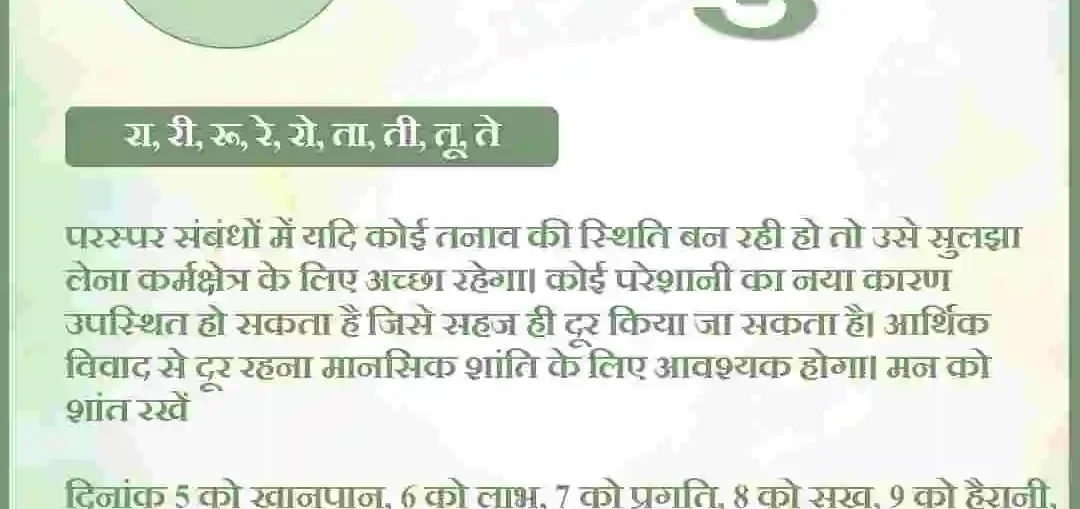 रा, री, रू, रे, रो, ता, ती, तू, ते
परस्पर संबंधों में यदि कोई तनाव की स्थिति बन रही हो तो उसे सुलझा
लेना कर्मक्षेत्र के लिए अच्छा रहेगा। कोई परेशानी का नया कारण
उपस्थित हो सकता है जिसे सहज ही दूर किया जा सकता है। आर्थिक
विवाद से दूर रहना मानसिक शांति के लिए आवश्यक होगा। मन को
शांत रखें
दिनांक 5 को खानपान, 6 को लाभ, 7 को प्रगति, 8 को सुख, 9 को हैरानी,